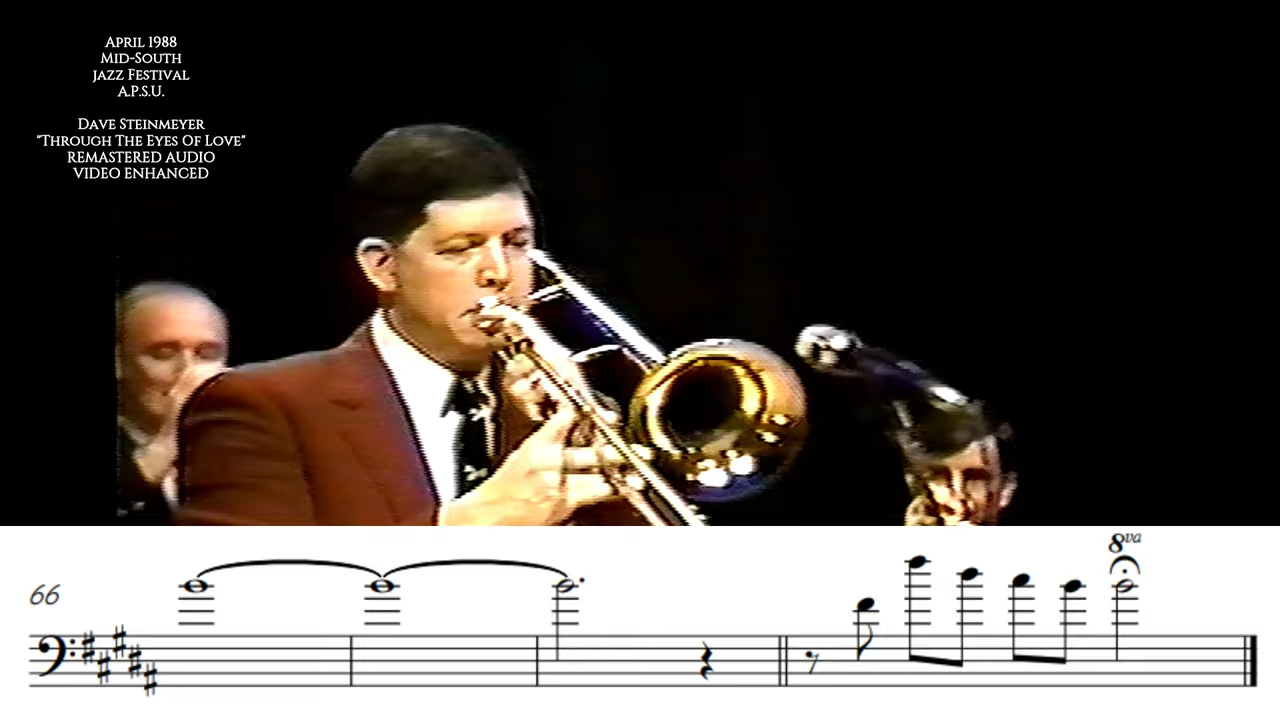 April 1988
Mid-South
Jazz Festival
A.P.S.U.
Dave Steinmeyer
"Through The Eyes Of Love"
REMASTERED AUDIO
VIDEO ENHANCED
8va
66